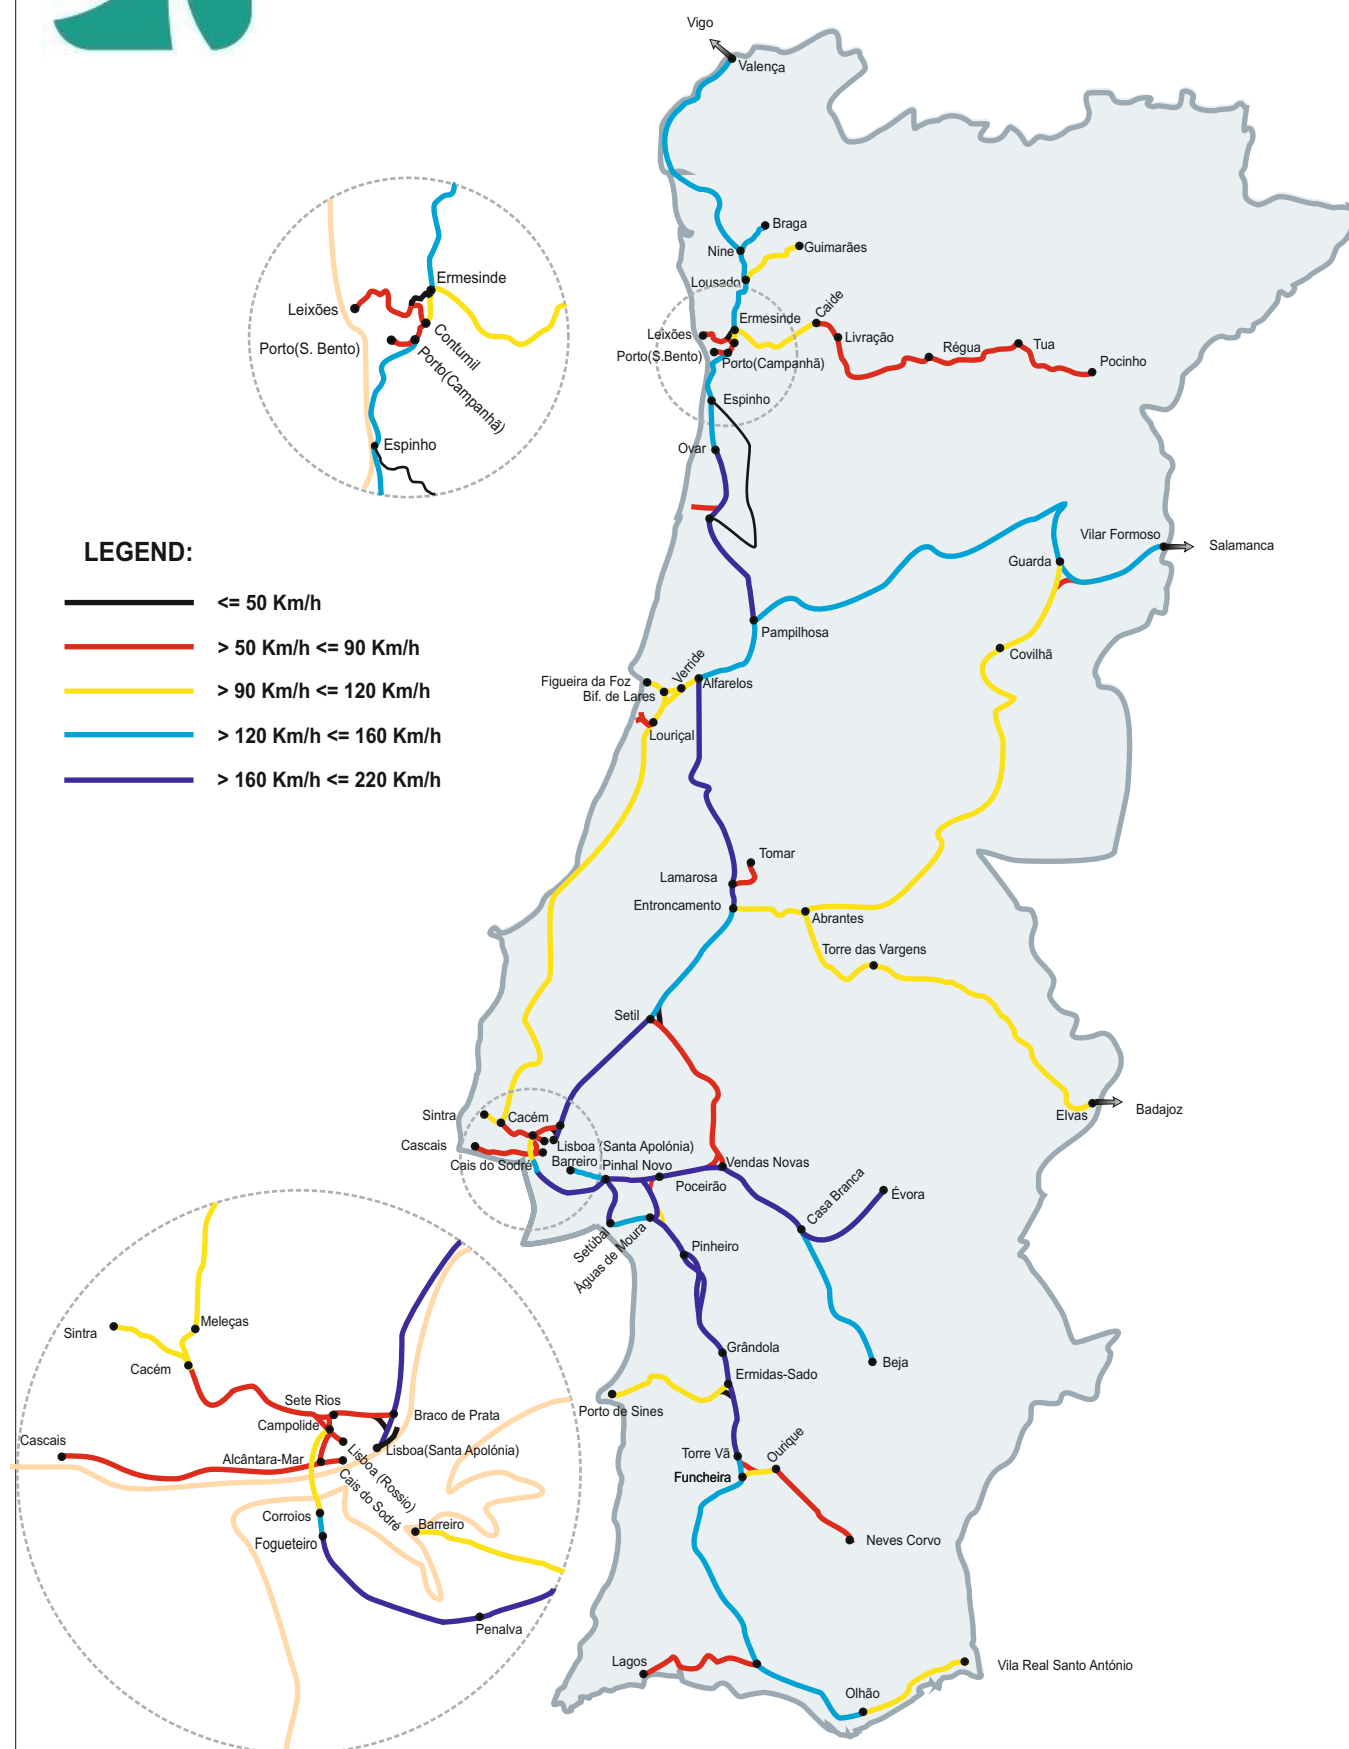 Vigo
Valença
Braga
Guimarães
Nine
Lousado
Ermesinde
Caide
Leixões
Livração
Porto(S.Bento)
Porto(Campanhã)
Régua
Tua
Pocinho
Espinho
Ovar
Ermesinde
Leixões
Contumil
Porto(S. Bento)
Porto(Campanhã)
Espinho
LEGEND:
<= 50 Km/h
> 50 Km/h <= 90 Km/h
> 90 Km/h <= 120 Km/h
> 120 Km/h <= 160 Km/h
> 160 Km/h <= 220 Km/h
Vilar Formoso
Salamanca
Guarda
Pampilhosa
Covilhã
Verride
Figueira da Foz
Alfarelos
Bif. de Lares
Louriçal
Tomar
Lamarosa
Entroncamento
Abrantes
Torre das Vargens
Setil
Elvas
Badajoz
Sintra
Cacém
Cascais
Lisboa (Santa Apolónia)
Cais do Sodré
Barreiro
Pinhal Novo
Vendas Novas
Poceirão
Casa Branca
Évora
Setúbal
Águas de Moura
Pinheiro
Grândola
Ermidas-Sado
Beja
Porto de Sines
Torre Vã
Ourique
Funcheira
Neves Corvo
Lagos
Olhão
Vila Real Santo António
Sintra
Meleças
Cacém
Sete Rios
Campolide
Braco de Prata
Cascais
Alcântara-Mar
Lisboa(Santa Apolónia)
Lisboa (Rossio)
Cais do Sodré
Corroios
Barreiro
Fogueteiro
Penalva